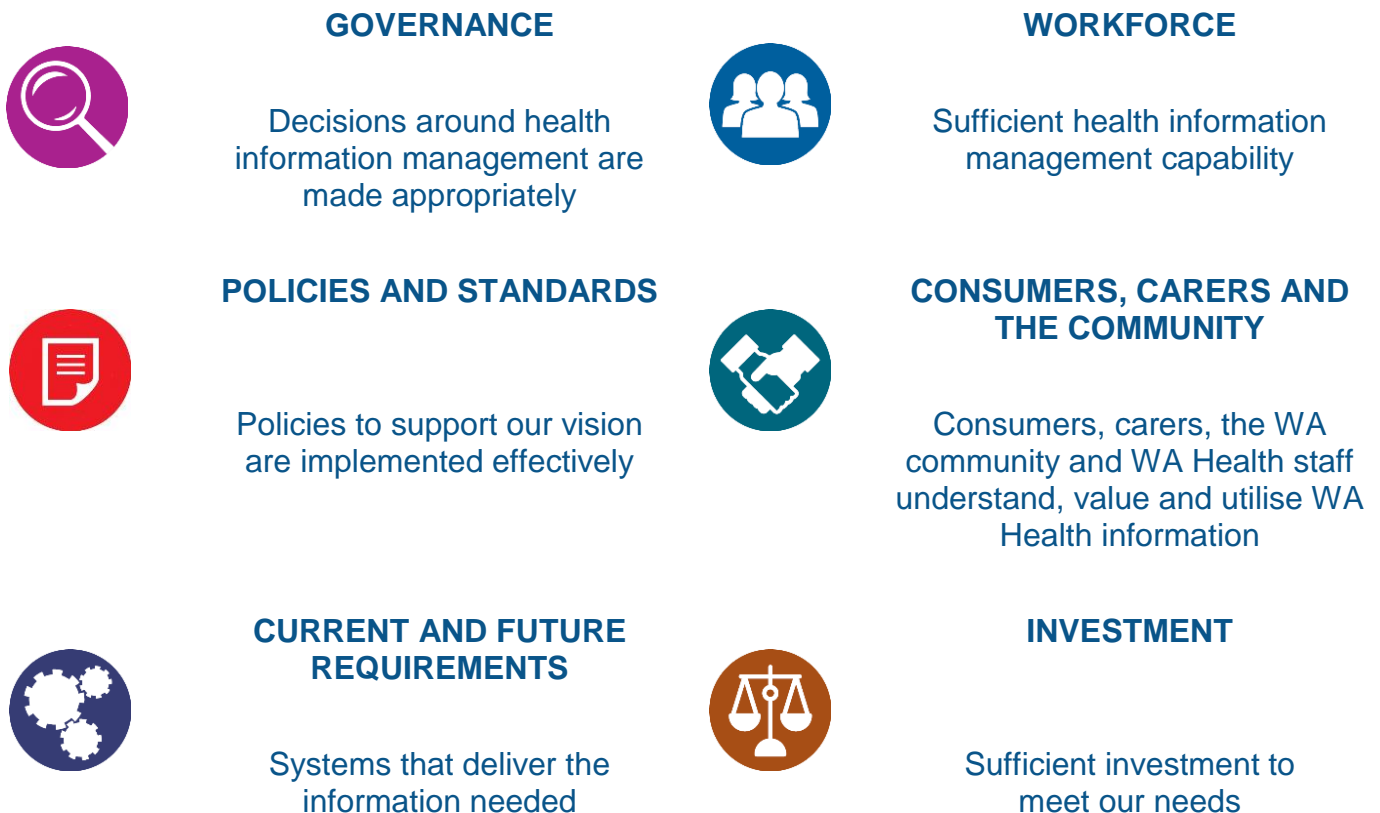 GOVERNANCE
Decisions around health
information management are
made appropriately
WORKFORCE
Sufficient health information
management capability
POLICIES AND STANDARDS
Policies to support our vision
are implemented effectively
CONSUMERS, CARERS AND
THE COMMUNITY
Consumers, carers, the WA
community and WA Health staff
understand, value and utilise WA
Health information
CURRENT AND FUTURE
REQUIREMENTS
Systems that deliver the
information needed
INVESTMENT
Sufficient investment to
meet our needs